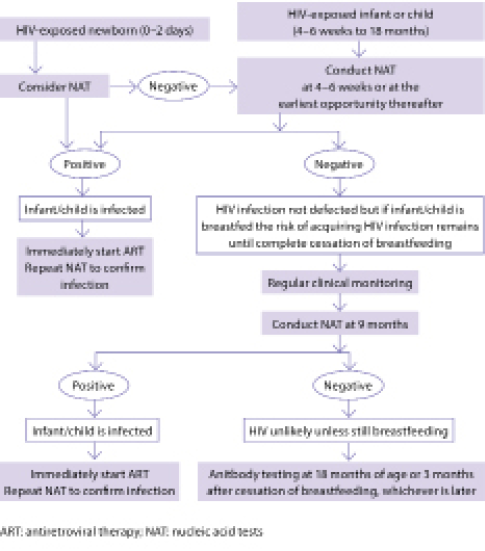 HIV-exposed newborn (0–2 days)
HIV-exposed infant or child
(4–6 weeks to 18 months)
Consider NAT
Negative
Conduct NAT
at 4–6 weeks or at the
earliest opportunity thereafter
Positive
Negative
Infant/child is infected
HIV infection not defected but if infant/child is
breastfed the risk of acquiring HIV infection remains
until complete cessation of breastfeeding
Immediately start ART
Repeat NAT to confirm
infection
Regular clinical monitoring
Conduct NAT at 9 months
Positive
Negative
Infant/child is infected
HIV unlikely unless still breastfeeding
Immediately start ART
Repeat NAT to confirm infection
Anitbody testing at 18 months of age or 3 months
after cessation of breastfeeding, whichever is later
ART: antiretroviral therapy; NAT: nucleic acid tests